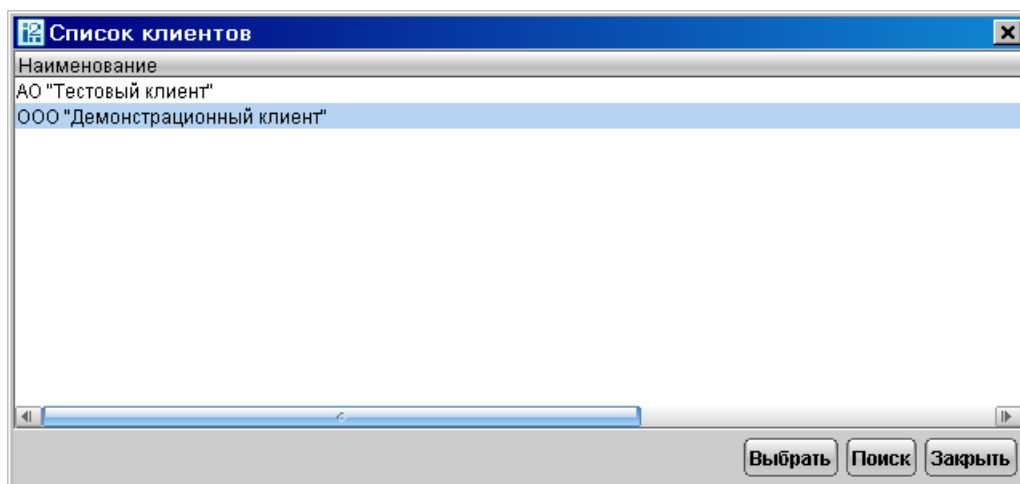 Список клиентов
Наименование
АО "Тестовый клиент"
ООО "Демонстрационный клиент"
Выбрать Поиск Закрыть